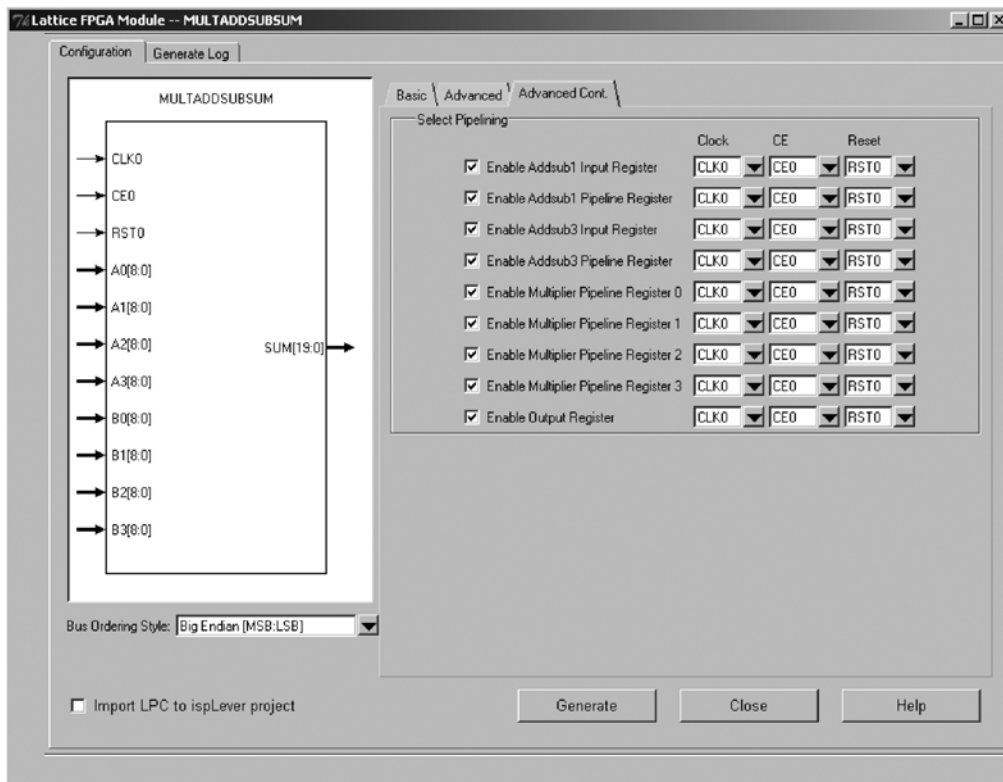 Lattice FPGA Module -- MULTADDSUBSUM
Configuration Generate Log
MULTADDSUBSUM
CLK0
CE0
RST0
A0[8:0]
A1[8:0]
A2[8:0]
SUM[19:0]
A3[8:0]
B0[8:0]
B1[8:0]
B2[8:0]
B3[8:0]
Bus Ordering Style: Big Endian [MSB:LSB]
Basic Advanced Advanced Cont.
Select Pipelining
Clock CE Reset
Enable Addsub1 Input Register CLK0 CE0 RST0
Enable Addsub1 Pipeline Register CLK0 CE0 RST0
Enable Addsub3 Input Register CLK0 CE0 RST0
Enable Addsub3 Pipeline Register CLK0 CE0 RST0
Enable Multiplier Pipeline Register 0 CLK0 CE0 RST0
Enable Multiplier Pipeline Register 1 CLK0 CE0 RST0
Enable Multiplier Pipeline Register 2 CLK0 CE0 RST0
Enable Multiplier Pipeline Register 3 CLK0 CE0 RST0
Enable Output Register CLK0 CE0 RST0
Import LPC to ispLever project
Generate Close Help